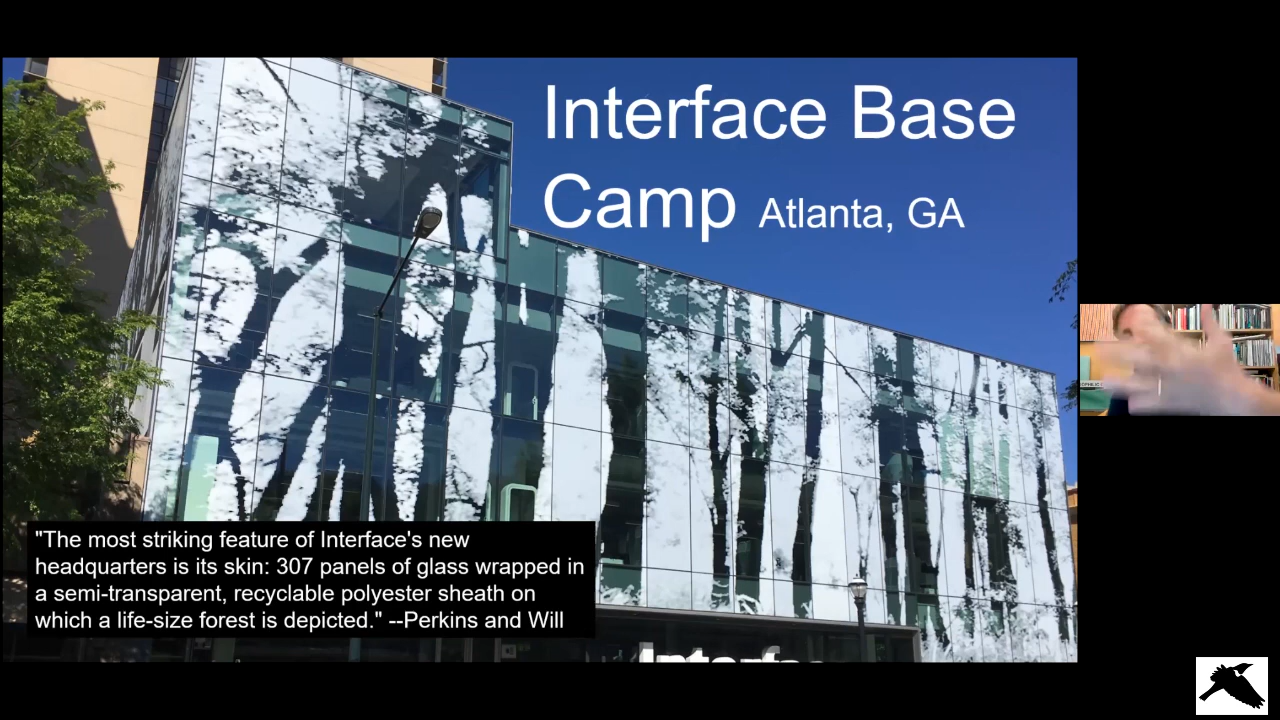 Interface Base
Camp Atlanta, GA
"The most striking feature of Interface's new
headquarters is its skin: 307 panels of glass wrapped in
a semi-transparent, recyclable polyester sheath on
which a life-size forest is depicted." --Perkins and Will